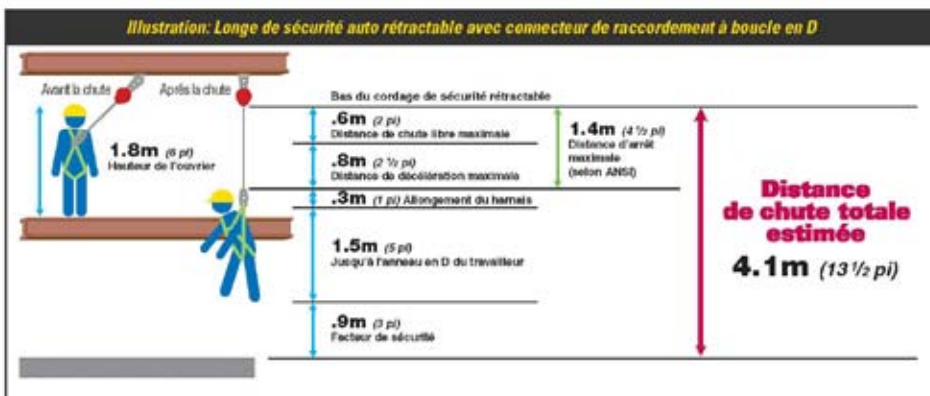 Illustration: Longe de sécurité auto rétractable avec connecteur de raccordement à boucle en D
Avant la chute
Après la chute
1.8m (6 pi)
Hauteur de l'ouvrier
Bas du cordage de sécurité rétractable
.6m (2 pi)
Distance de chute libre maximale
.8m (2 1/2 pi)
Distance de décélération maximale
.3m (1 pi) Allongement du harnais
1.5m (5 pi)
Jusqu'à l'anneau en D du travailleur
.9m (3 pi)
Facteur de sécurité
1.4m (4 1/2 pi)
Distance d'arrêt
maximale
(selon ANSI)
Distance
de chute totale
estimée
4.1m (13 1/2 pi)